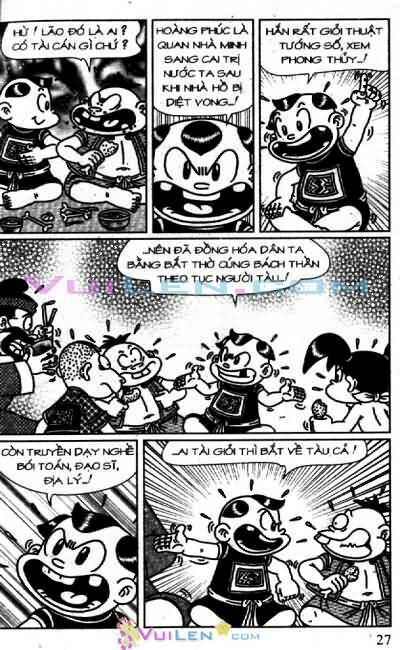 HỪ! LÃO ĐÓ LÀ AI?
CÓ TÀI CÁN GÌ CHỨ?
HOÀNG PHÚC LÀ
QUAN NHÀ MINH
SANG CAI TRỊ
NƯỚC TA SAU
KHI NHÀ HỒ BỊ
DIỆT VONG...!
HẮN RẤT GIỎI THUẬT
TƯỚNG SỐ, XEM
PHONG THỦY...!
...NÊN ĐÃ ĐỒNG HÓA DÂN TA
BẰNG BẮT THỜ CÚNG BÁCH THẦN
THEO TỤC NGƯỜI TÀU...!
VUILEN.COM
CÒN TRUYỀN DẠY NGHỀ
BÓI TOÁN, ĐẠO SĨ,
ĐỊA LÝ...!
...AI TÀI GIỎI THÌ BẮT VỀ TÀU CẢ!
27
VUILEN.COM